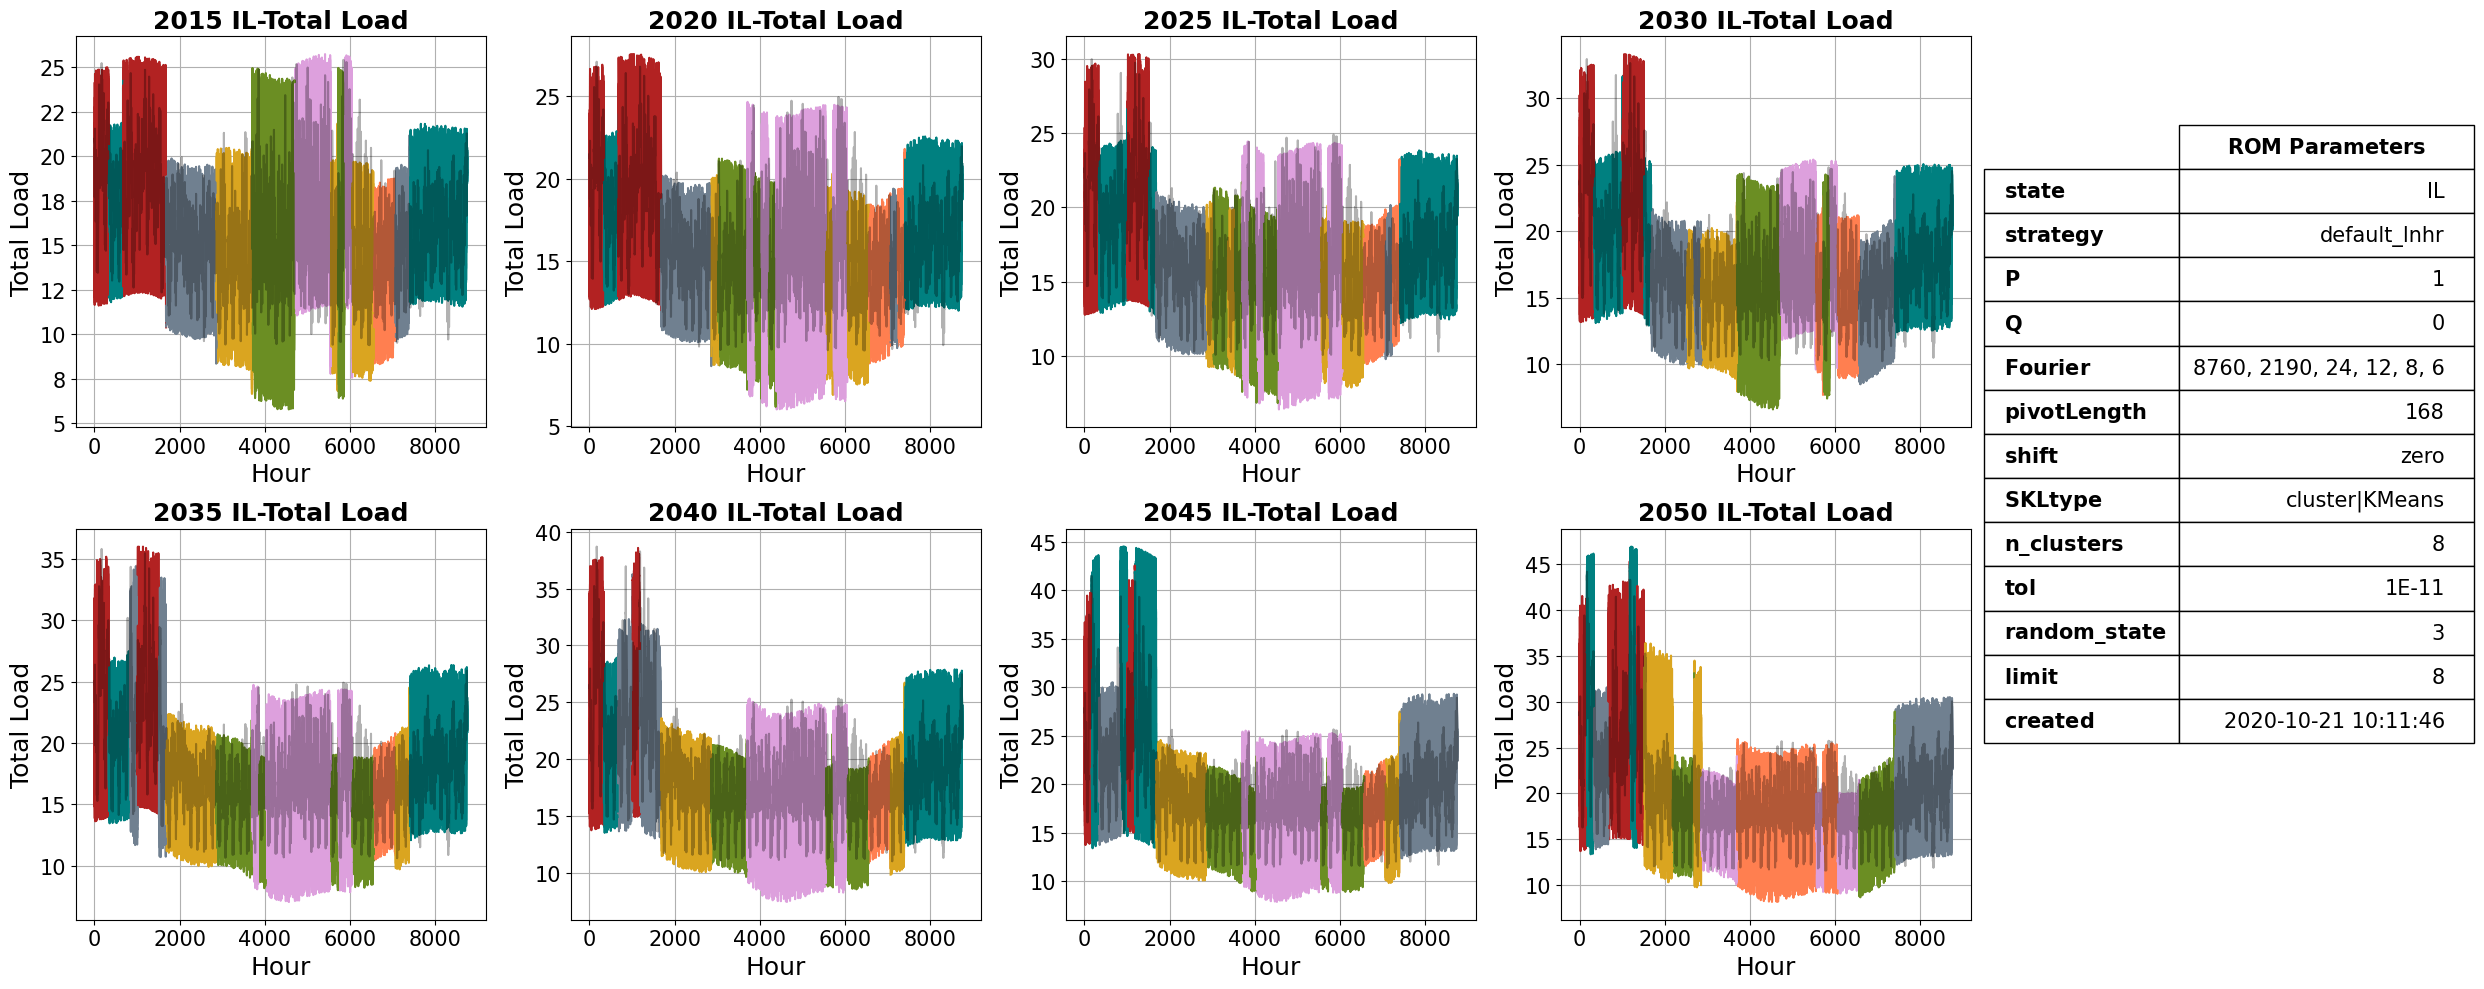 2015 IL-Total Load
Total Load
25
22
20
18
15
12
10
8
5
0 2000 4000 6000 8000
Hour
2020 IL-Total Load
Total Load
25
20
15
10
5
0 2000 4000 6000 8000
Hour
2025 IL-Total Load
Total Load
30
25
20
15
10
0 2000 4000 6000 8000
Hour
2030 IL-Total Load
Total Load
30
25
20
15
10
0 2000 4000 6000 8000
Hour
2035 IL-Total Load
Total Load
35
30
25
20
15
10
0 2000 4000 6000 8000
Hour
2040 IL-Total Load
Total Load
40
35
30
25
20
15
10
0 2000 4000 6000 8000
Hour
2045 IL-Total Load
Total Load
45
40
35
30
25
20
15
10
0 2000 4000 6000 8000
Hour
2050 IL-Total Load
Total Load
45
40
35
30
25
20
15
10
0 2000 4000 6000 8000
Hour
ROM Parameters
state IL
strategy default_lnhr
P 1
Q 0
Fourier 8760, 2190, 24, 12, 8, 6
pivotLength 168
shift zero
SKLtype cluster|KMeans
n_clusters 8
tol 1E-11
random_state 3
limit 8
created 2020-10-21 10:11:46